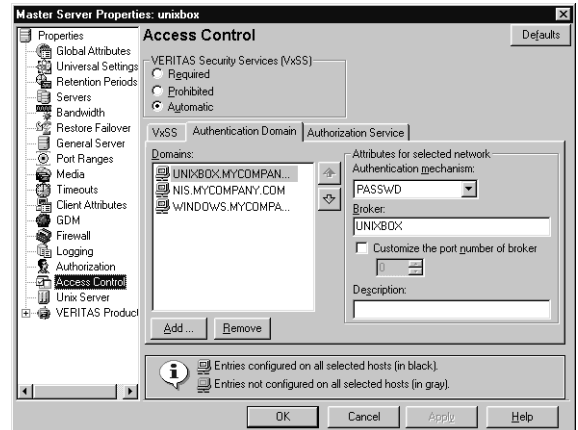 Master Server Properties: unixbox
Properties
Global Attributes
Universal Settings
Retention Periods
Servers
Bandwidth
Restore Failover
General Server
Port Ranges
Media
Timeouts
Client Attributes
GDM
Firewall
Logging
Authorization
Access Control
Unix Server
VERITAS Product
Access Control
Defaults
VERITAS Security Services (VxSS)
Required
Prohibited
Automatic
VxSS
Authentication Domain
Authorization Service
Domains:
UNIXBOX.MYCOMPAN...
NIS.MYCOMPANY.COM
WINDOWS.MYCOMPA...
Add ...
Remove
Attributes for selected network
Authentication mechanism:
PASSWD
Broker:
UNIXBOX
Customize the port number of broker
0
Description:
Entries configured on all selected hosts (in black).
Entries not configured on all selected hosts (in gray).
OK
Cancel
Apply
Help